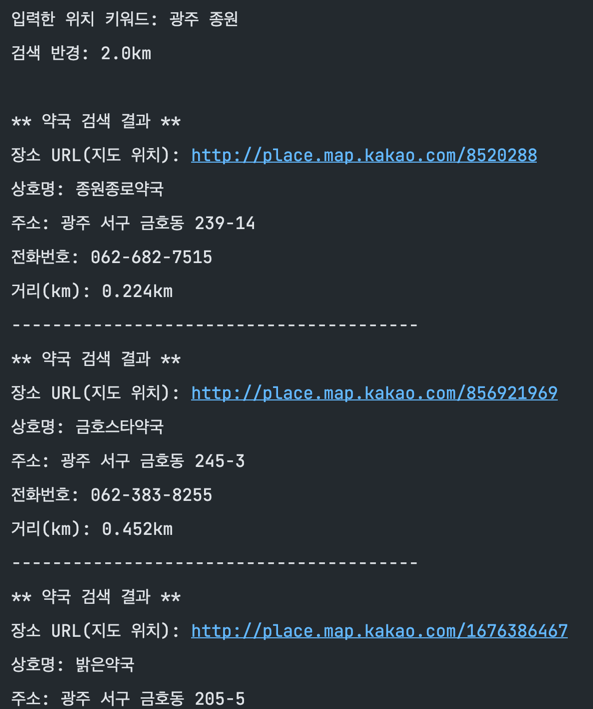 입력한 위치 키워드: 광주 종원
검색 반경: 2.0km
** 약국 검색 결과 **
장소 URL(지도 위치): http://place.map.kakao.com/8520288
상호명: 종원종로약국
주소: 광주 서구 금호동 239-14
전화번호: 062-682-7515
거리(km): 0.224km
----------------------------------------
** 약국 검색 결과 **
장소 URL(지도 위치): http://place.map.kakao.com/856921969
상호명: 금호스타약국
주소: 광주 서구 금호동 245-3
전화번호: 062-383-8255
거리(km): 0.452km
----------------------------------------
** 약국 검색 결과 **
장소 URL(지도 위치): http://place.map.kakao.com/1676386467
상호명: 밝은약국
주소: 광주 서구 금호동 205-5